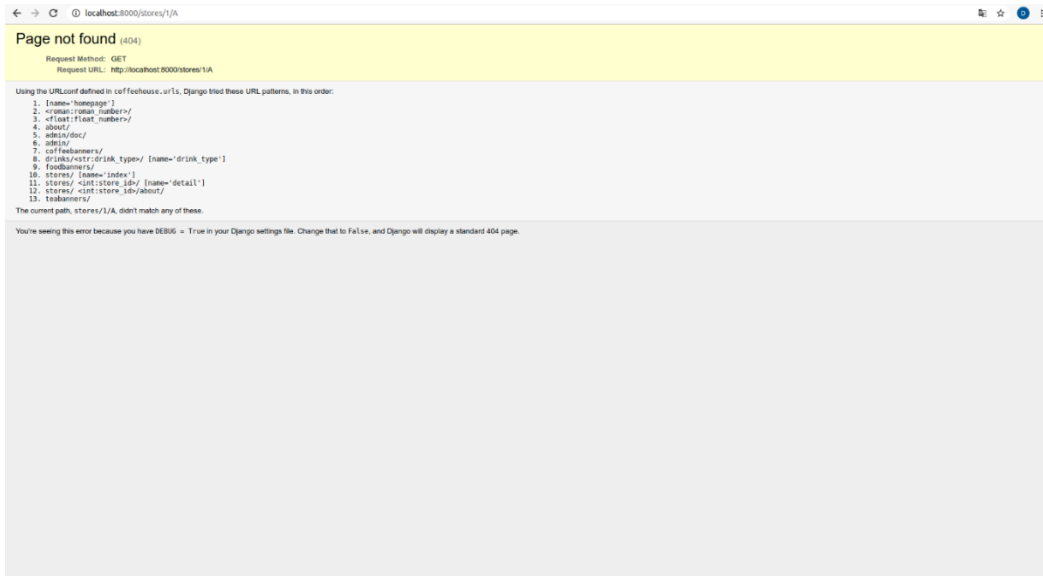 localhost:8000/stores/1/A
D
Page not found (404)
Request Method: GET
Request URL: http://localhost:8000/stores/1/A
Using the URLconf defined in coffeehouse.urls, Django tried these URL patterns, in this order:
1. [name='homepage']
2. <roman:roman_number>/
3. <float:float_number>/
4. about/
5. admin/doc/
6. admin/
7. coffeebanners/
8. drinks/<str:drink_type>/ [name='drink_type']
9. foodbanners/
10. stores/ [name='index']
11. stores/ <int:store_id>/ [name='detail']
12. stores/ <int:store_id>/about/
13. teabanners/
The current path, stores/1/A, didn't match any of these.
You're seeing this error because you have DEBUG = True in your Django settings file. Change that to False, and Django will display a standard 404 page.